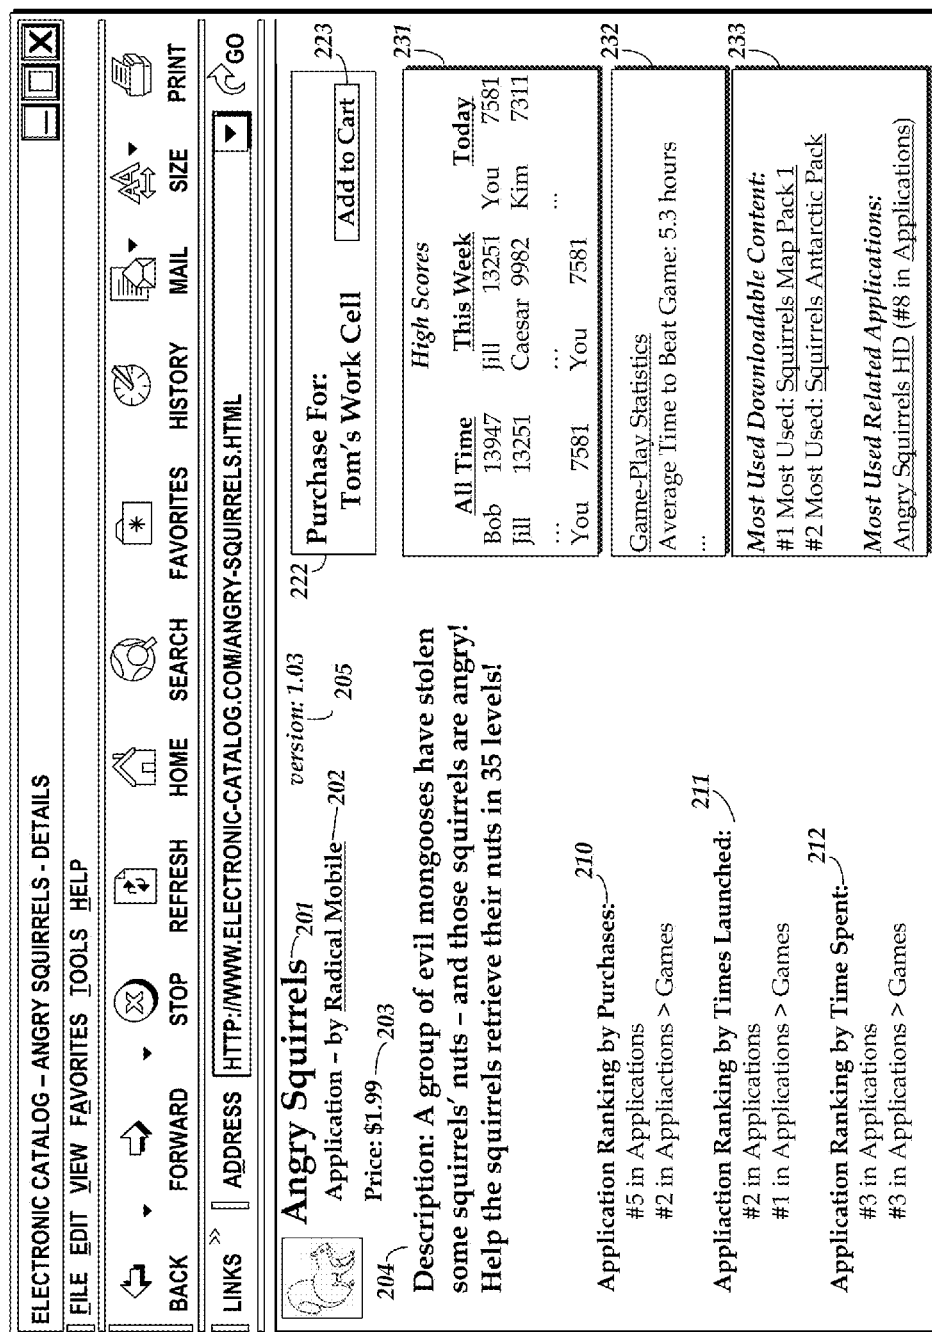 ELECTRONIC CATALOG – ANGRY SQUIRRELS - DETAILS
FILE EDIT VIEW FAVORITES TOOLS HELP
BACK FORWARD STOP REFRESH HOME SEARCH FAVORITES HISTORY MAIL SIZE PRINT
LINKS » ADDRESS HTTP://WWW.ELECTRONIC-CATALOG.COM/ANGRY-SQUIRRELS.HTML GO
Angry Squirrels 201
version: 1.03
205
Application – by Radical Mobile 202
Price: $1.99 203
204
Description: A group of evil mongooses have stolen
some squirrels' nuts – and those squirrels are angry!
Help the squirrels retrieve their nuts in 35 levels!
Application Ranking by Purchases: 210
#5 in Applications
#2 in Appliactions > Games
Appliaction Ranking by Times Launched: 211
#2 in Applications
#1 in Applications > Games
Application Ranking by Time Spent: 212
#3 in Applications
#3 in Applications > Games
222
Purchase For:
Tom's Work Cell
Add to Cart
223
231
High Scores
All Time This Week Today
Bob 13947 Jill 13251 You 7581
Jill 13251 Caesar 9982 Kim 7311
... ... ...
You 7581 You 7581
232
Game-Play Statistics
Average Time to Beat Game: 5.3 hours
...
233
Most Used Downloadable Content:
#1 Most Used: Squirrels Map Pack 1
#2 Most Used: Squirrels Antarctic Pack
Most Used Related Applications:
Angry Squirrels HD (#8 in Applications)